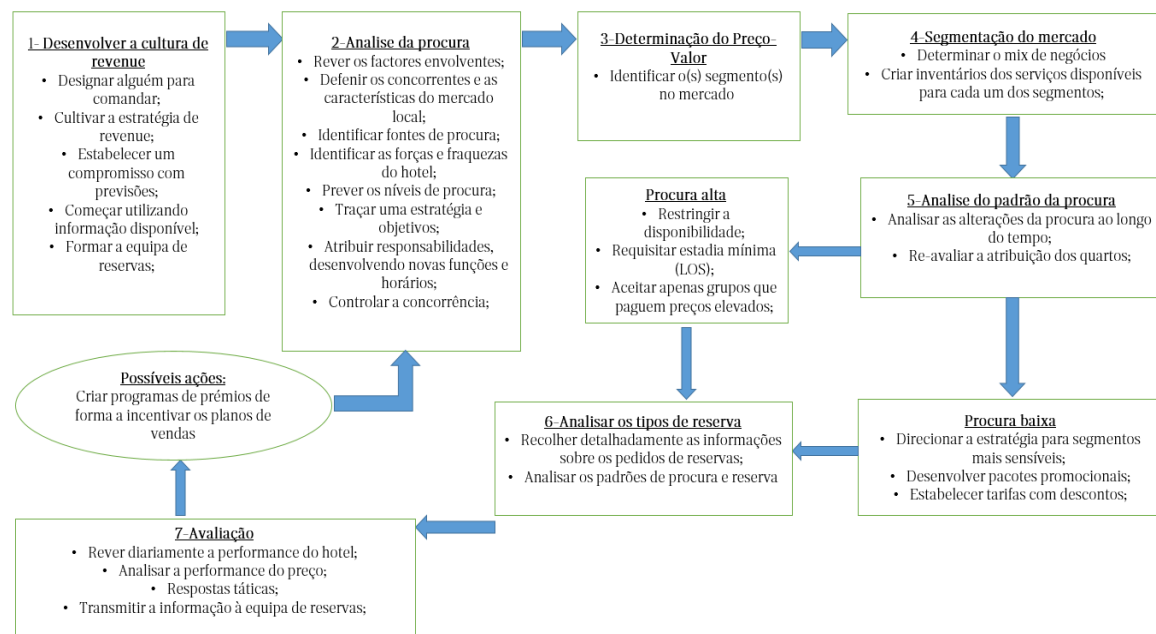 1- Desenvolver a cultura de
revenue
• Designar alguém para
comandar;
• Cultivar a estratégia de
revenue;
• Estabelecer um
compromisso com
previsões;
• Começar utilizando
informação disponível;
• Formar a equipa de
reservas;
2-Analise da procura
• Rever os factores envolventes;
• Defenir os concorrentes e as
características do mercado
local;
• Identificar fontes de procura;
• Identificar as forças e fraquezas
do hotel;
• Prever os níveis de procura;
• Traçar uma estratégia e
objetivos;
• Atribuir responsabilidades,
desenvolvendo novas funções e
horários;
• Controlar a concorrência;
3-Determinação do Preço-
Valor
• Identificar o(s) segmento(s)
no mercado
4-Segmentação do mercado
• Determinar o mix de negócios
• Criar inventários dos serviços disponíveis
para cada um dos segmentos;
5-Analise do padrão da procura
• Analisar as alterações da procura ao longo
do tempo;
• Re-avaliar a atribuição dos quartos;
Procura alta
• Restringir a
disponibilidade;
• Requisitar estadia mínima
(LOS);
• Aceitar apenas grupos que
paguem preços elevados;
Procura baixa
• Direcionar a estratégia para segmentos
mais sensíveis;
• Desenvolver pacotes promocionais;
• Estabelecer tarifas com descontos;
6-Analisar os tipos de reserva
• Recolher detalhadamente as informações
sobre os pedidos de reservas;
• Analisar os padrões de procura e reserva
7-Avaliação
• Rever diariamente a performance do hotel;
• Analisar a performance do preço;
• Respostas táticas;
• Transmitir a informação à equipa de reservas;
Possíveis ações:
Criar programas de prémios de
forma a incentivar os planos de
vendas